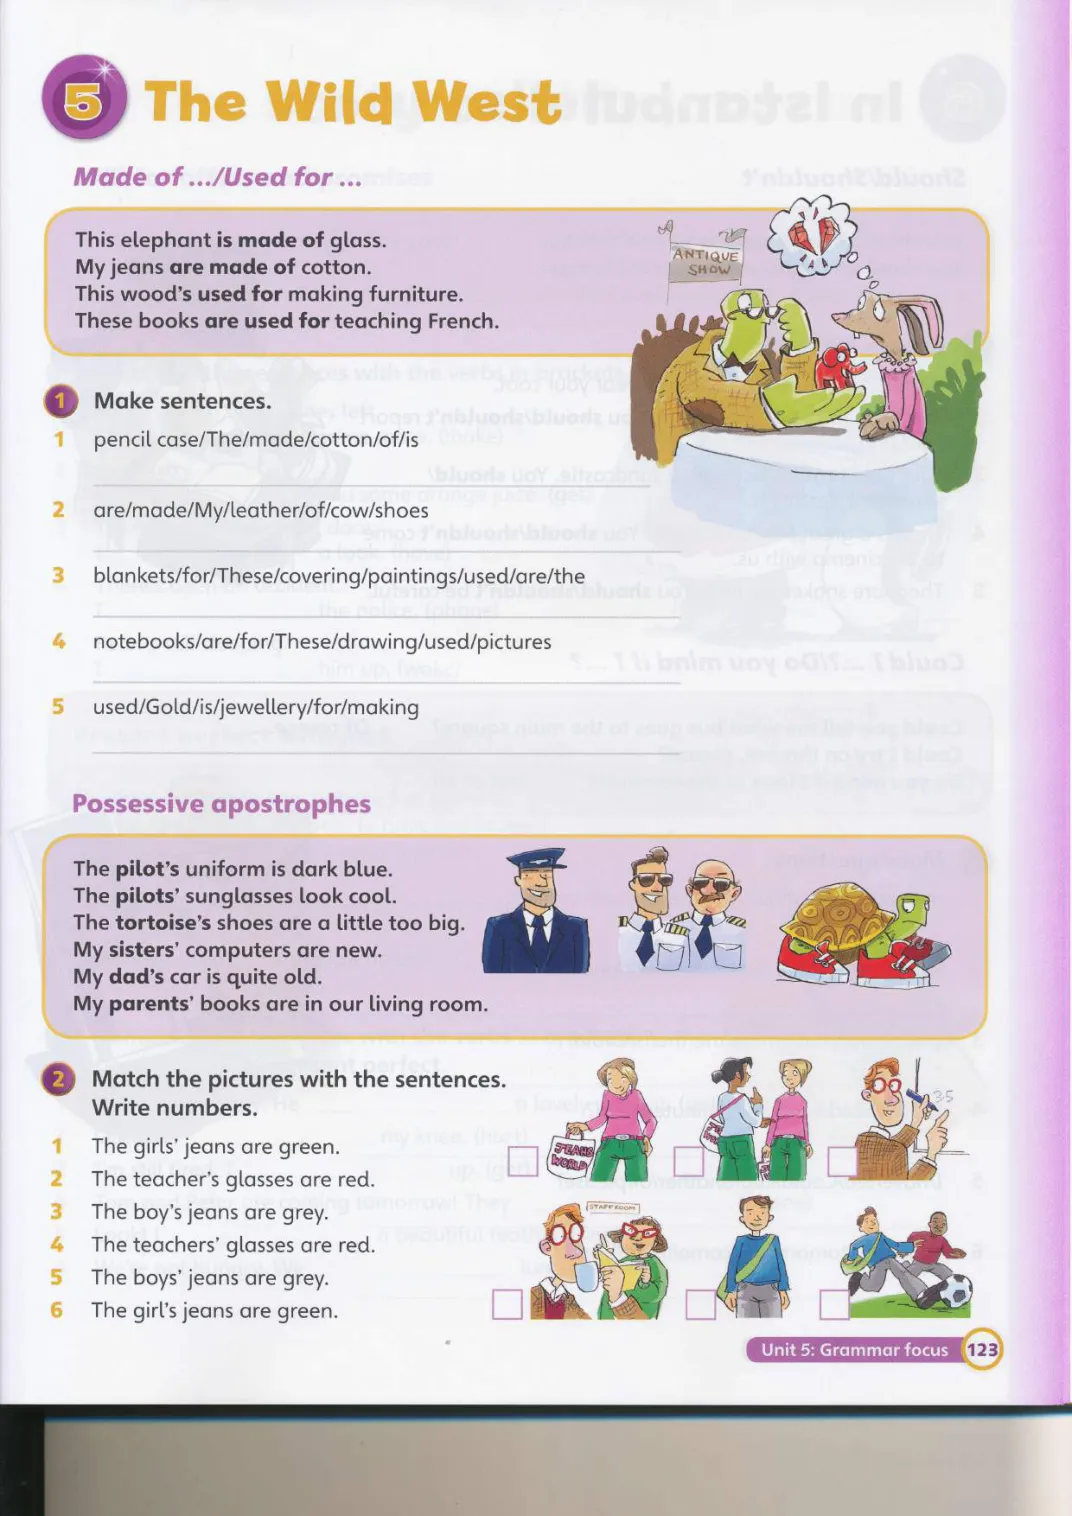 5 The Wild West
Made of .../Used for ...
This elephant is made of glass.
My jeans are made of cotton.
This wood's used for making furniture.
These books are used for teaching French.
ANTIQUE
SHOW
1 Make sentences.
1 pencil case/The/made/cotton/of/is
2 are/made/My/leather/of/cow/shoes
3 blankets/for/These/covering/paintings/used/are/the
4 notebooks/are/for/These/drawing/used/pictures
5 used/Gold/is/jewellery/for/making
Possessive apostrophes
The pilot's uniform is dark blue.
The pilots' sunglasses look cool.
The tortoise's shoes are a little too big.
My sisters' computers are new.
My dad's car is quite old.
My parents' books are in our living room.
2 Match the pictures with the sentences.
Write numbers.
1 The girls' jeans are green.
2 The teacher's glasses are red.
3 The boy's jeans are grey.
4 The teachers' glasses are red.
5 The boys' jeans are grey.
6 The girl's jeans are green.
JEANS
WORLD
35
STAFF ROOM
Unit 5: Grammar focus 123